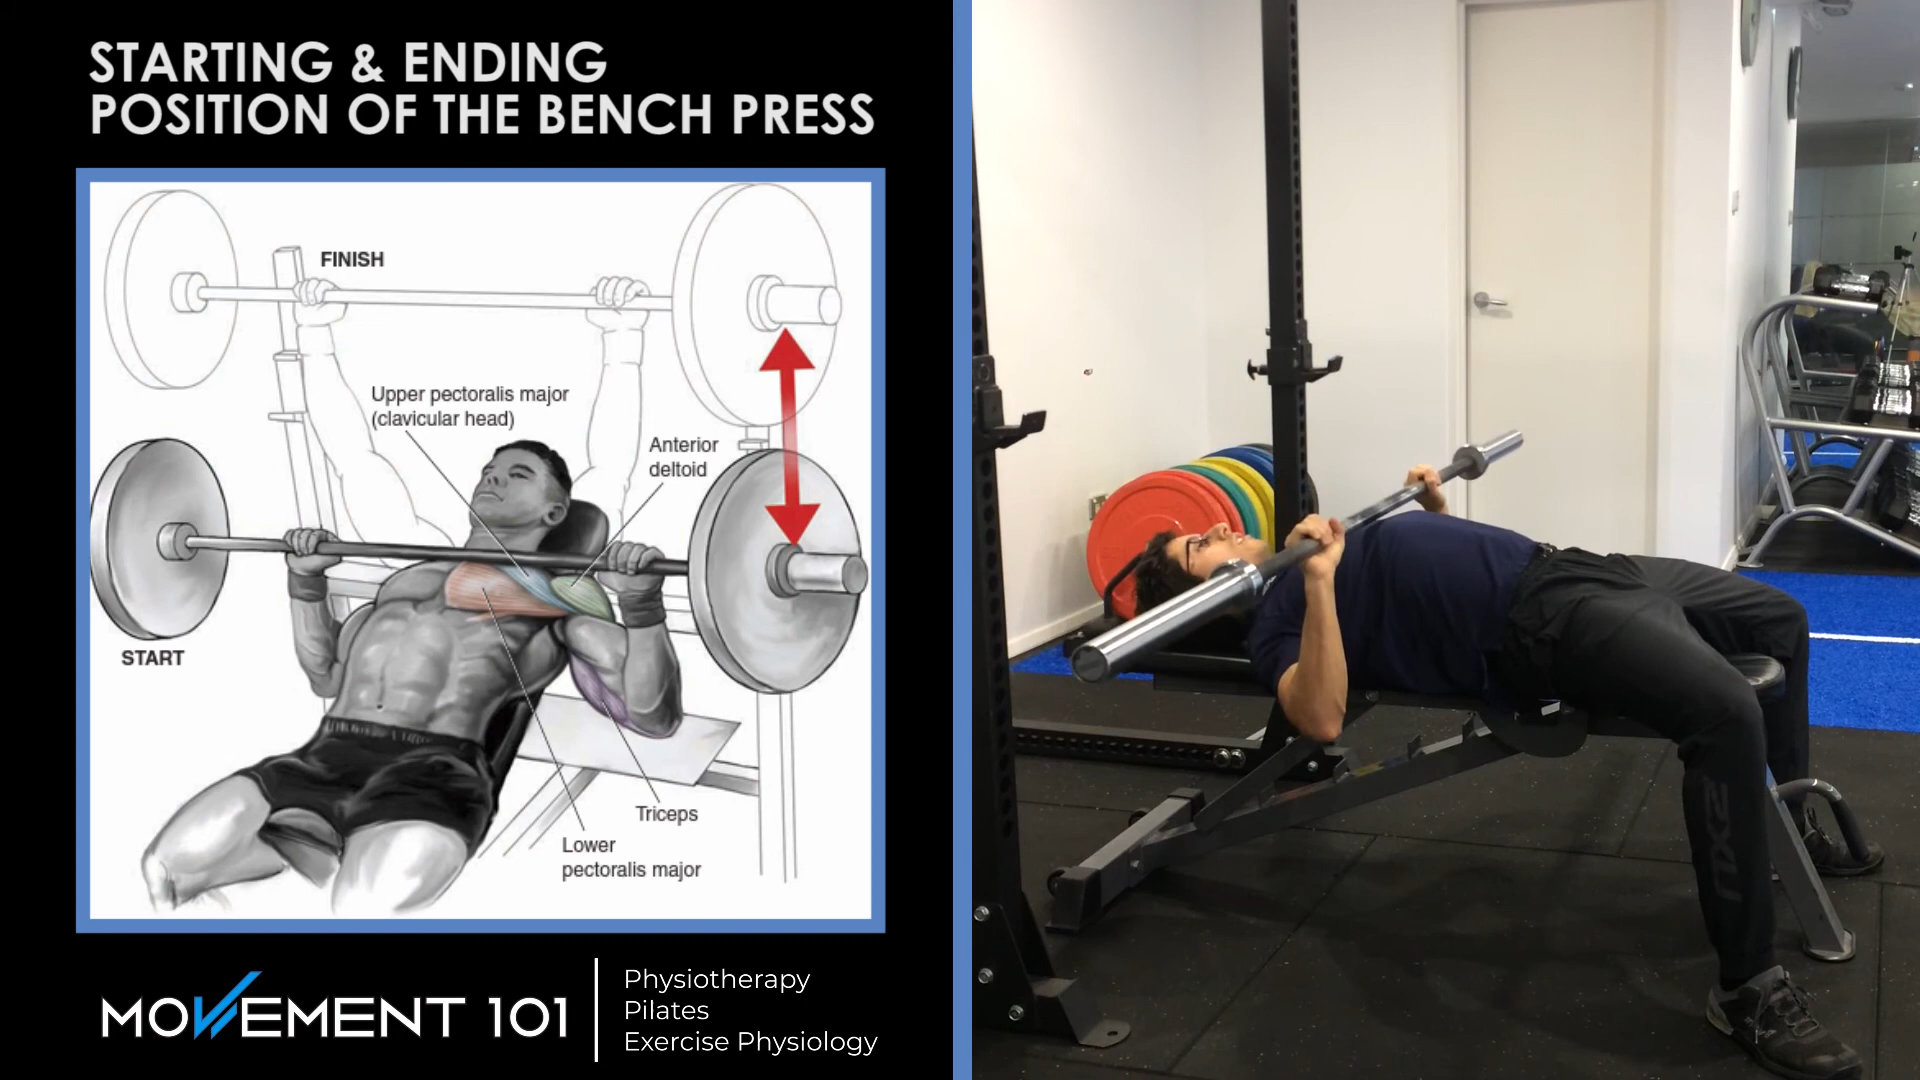 STARTING & ENDING
POSITION OF THE BENCH PRESS
FINISH
Upper pectoralis major
(clavicular head)
Anterior
deltoid
START
Triceps
Lower
pectoralis major
MOVEMENT 101
Physiotherapy
Pilates
Exercise Physiology
2XU